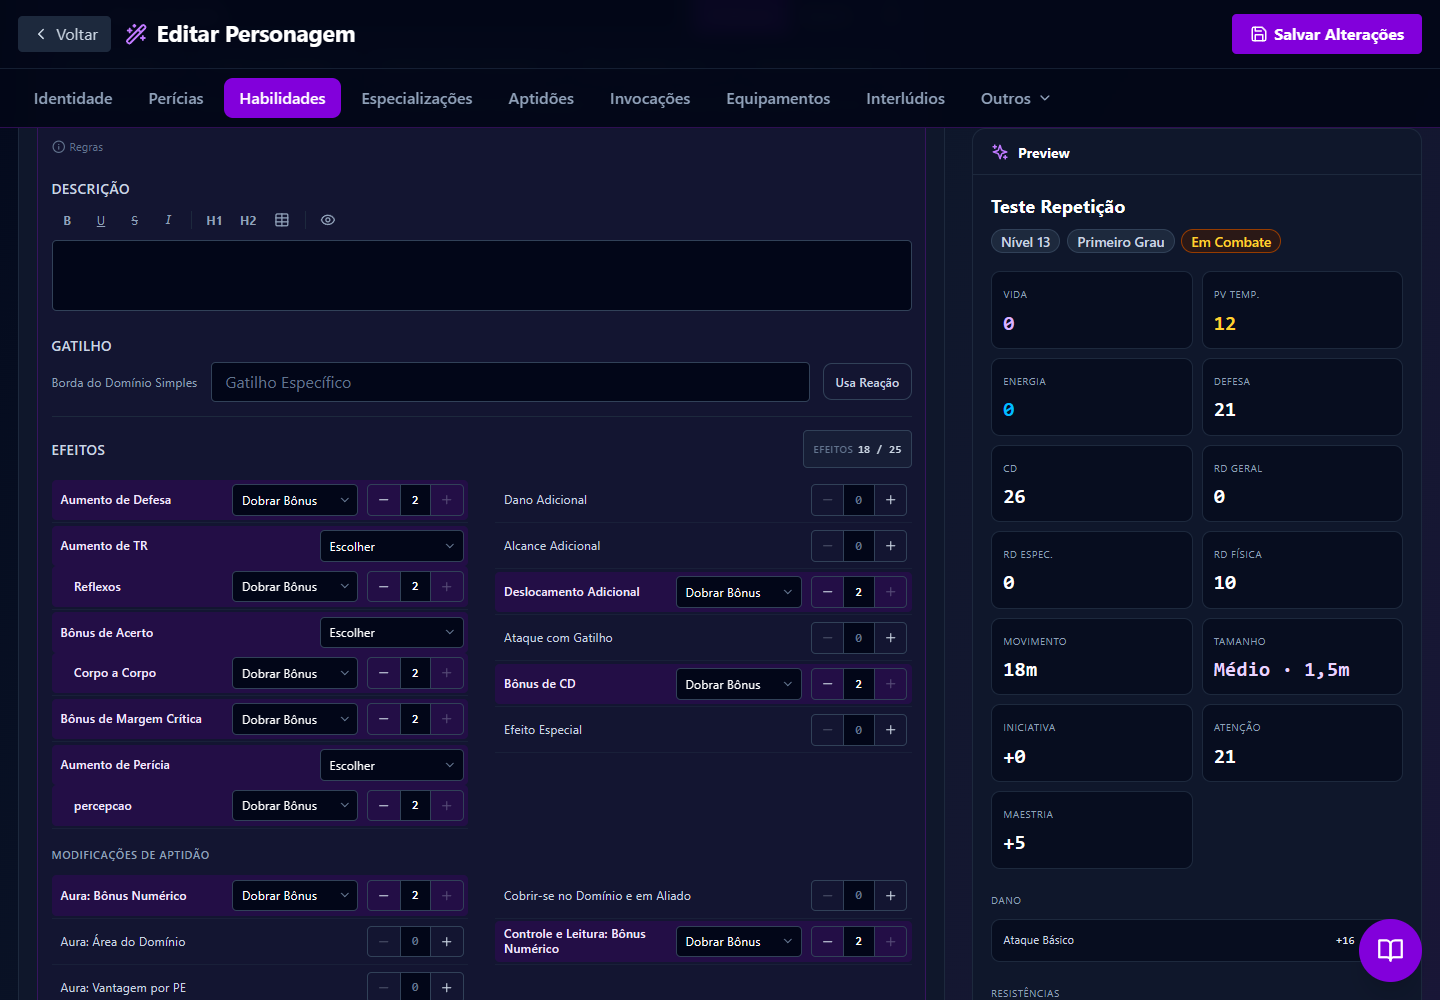 Voltar
Editar Personagem
Salvar Alterações
Identidade
Perícias
Habilidades
Especializações
Aptidões
Invocações
Equipamentos
Interlúdios
Outros
Regras
DESCRIÇÃO
B U S I H1 H2
GATILHO
Borda do Domínio Simples
Gatilho Específico
Usa Reação
EFEITOS
EFEITOS 18 / 25
Aumento de Defesa
Dobrar Bônus
− 2 +
Aumento de TR
Escolher
Reflexos
Dobrar Bônus
− 2 +
Bônus de Acerto
Escolher
Corpo a Corpo
Dobrar Bônus
− 2 +
Bônus de Margem Crítica
Dobrar Bônus
− 2 +
Aumento de Perícia
Escolher
percepcao
Dobrar Bônus
− 2 +
Dano Adicional
− 0 +
Alcance Adicional
− 0 +
Deslocamento Adicional
Dobrar Bônus
− 2 +
Ataque com Gatilho
− 0 +
Bônus de CD
Dobrar Bônus
− 2 +
Efeito Especial
− 0 +
MODIFICAÇÕES DE APTIDÃO
Aura: Bônus Numérico
Dobrar Bônus
− 2 +
Aura: Área do Domínio
− 0 +
Aura: Vantagem por PE
− 0 +
Cobrir-se no Domínio e em Aliado
− 0 +
Controle e Leitura: Bônus
Numérico
Dobrar Bônus
− 2 +
Preview
Teste Repetição
Nível 13
Primeiro Grau
Em Combate
VIDA
0
PV TEMP.
12
ENERGIA
0
DEFESA
21
CD
26
RD GERAL
0
RD ESPEC.
0
RD FÍSICA
10
MOVIMENTO
18m
TAMANHO
Médio · 1,5m
INICIATIVA
+0
ATENÇÃO
21
MAESTRIA
+5
DANO
Ataque Básico
+16
RESISTÊNCIAS